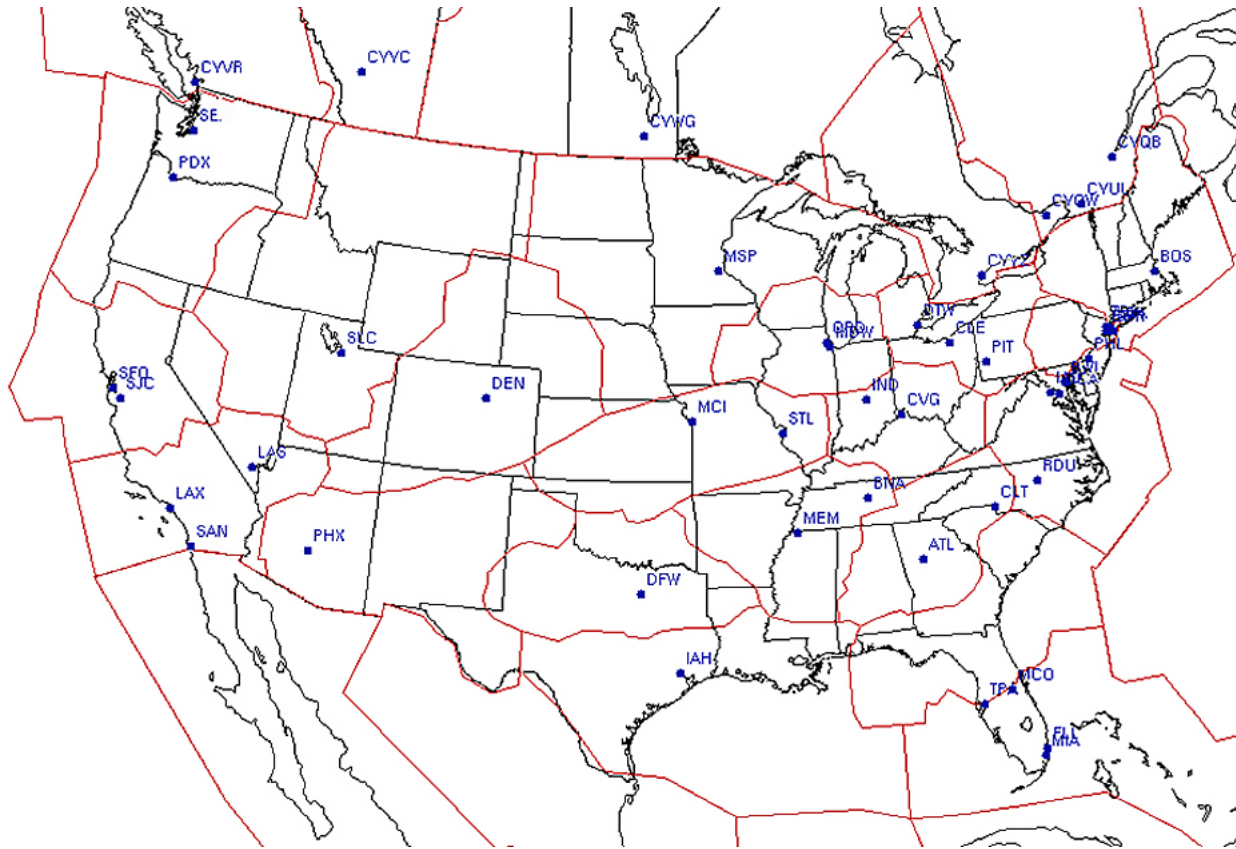 CYVR
CYYC
SE.
CYWG
PDX
CYQB
CYUL
CYOW
MSP
BOS
CYYZ
DTW
ORD
MDW
CLE
SLC
PIT
PHL
SFO
SJC
DEN
IND
CVG
MCI
STL
LAS
RDU
BNA
LAX
CLT
MEM
SAN
PHX
ATL
DFW
IAH
MCO
TPA
FLL
MIA